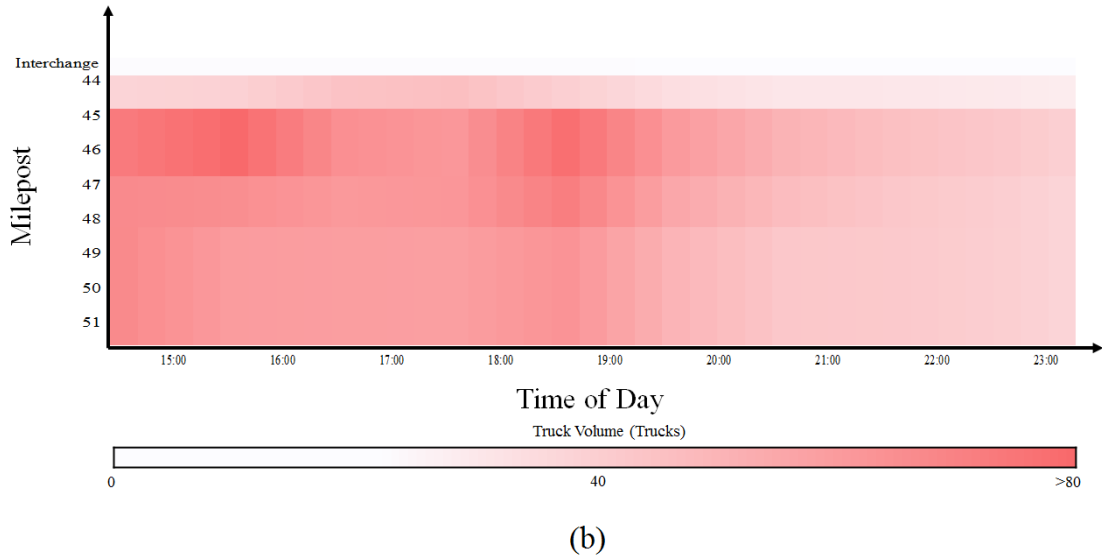 Interchange
44
45
46
47
48
49
50
51
Milepost
15:00 16:00 17:00 18:00 19:00 20:00 21:00 22:00 23:00
Time of Day
Truck Volume (Trucks)
0 40 >80
(b)